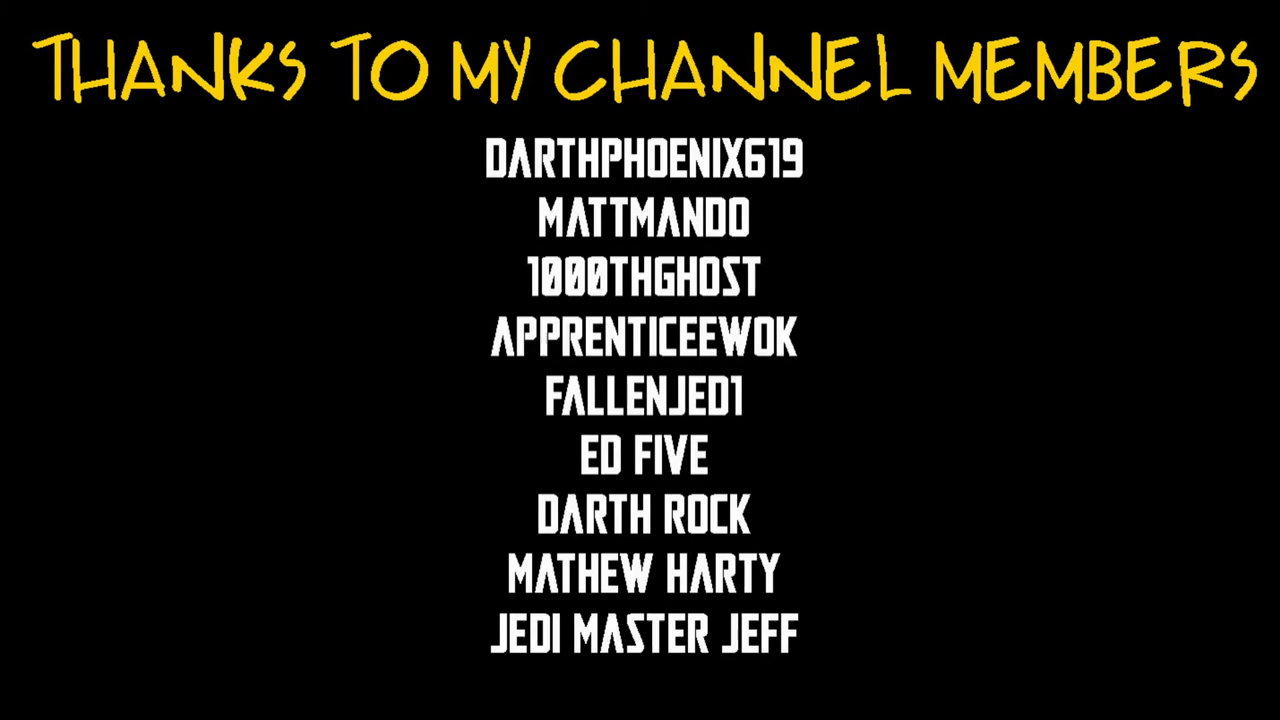 THANKS TO MY CHANNEL MEMBERS
DARTHPHOENIX619
MATTMANDO
1000THGHOST
APPRENTICEEWOK
FALLENJED1
ED FIVE
DARTH ROCK
MATHEW HARTY
JEDI MASTER JEFF